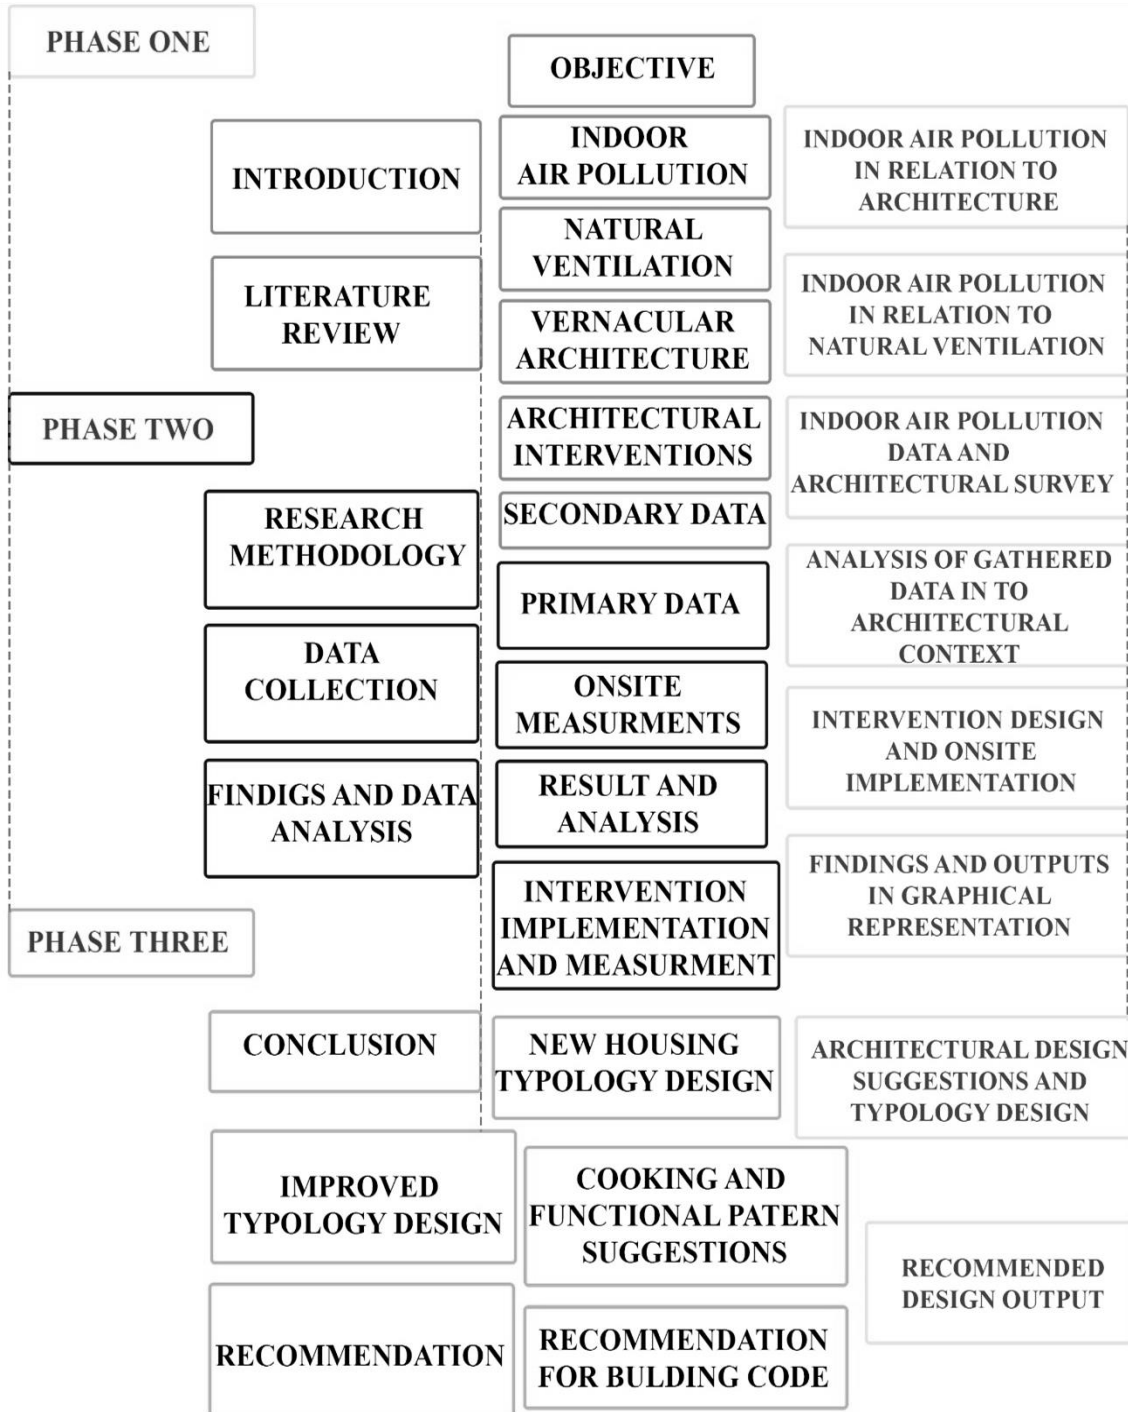 PHASE ONE
INTRODUCTION
LITERATURE
REVIEW
OBJECTIVE
INDOOR
AIR POLLUTION
NATURAL
VENTILATION
VERNACULAR
ARCHITECTURE
ARCHITECTURAL
INTERVENTIONS
SECONDARY DATA
INDOOR AIR POLLUTION
IN RELATION TO
ARCHITECTURE
INDOOR AIR POLLUTION
IN RELATION TO
NATURAL VENTILATION
INDOOR AIR POLLUTION
DATA AND
ARCHITECTURAL SURVEY
PHASE TWO
RESEARCH
METHODOLOGY
DATA
COLLECTION
FINDIGS AND DATA
ANALYSIS
PRIMARY DATA
ONSITE
MEASURMENTS
RESULT AND
ANALYSIS
INTERVENTION
IMPLEMENTATION
AND MEASURMENT
ANALYSIS OF GATHERED
DATA IN TO
ARCHITECTURAL
CONTEXT
INTERVENTION DESIGN
AND ONSITE
IMPLEMENTATION
FINDINGS AND OUTPUTS
IN GRAPHICAL
REPRESENTATION
PHASE THREE
CONCLUSION
IMPROVED
TYPOLOGY DESIGN
RECOMMENDATION
NEW HOUSING
TYPOLOGY DESIGN
COOKING AND
FUNCTIONAL PATERN
SUGGESTIONS
RECOMMENDATION
FOR BULDING CODE
ARCHITECTURAL DESIGN
SUGGESTIONS AND
TYPOLOGY DESIGN
RECOMMENDED
DESIGN OUTPUT